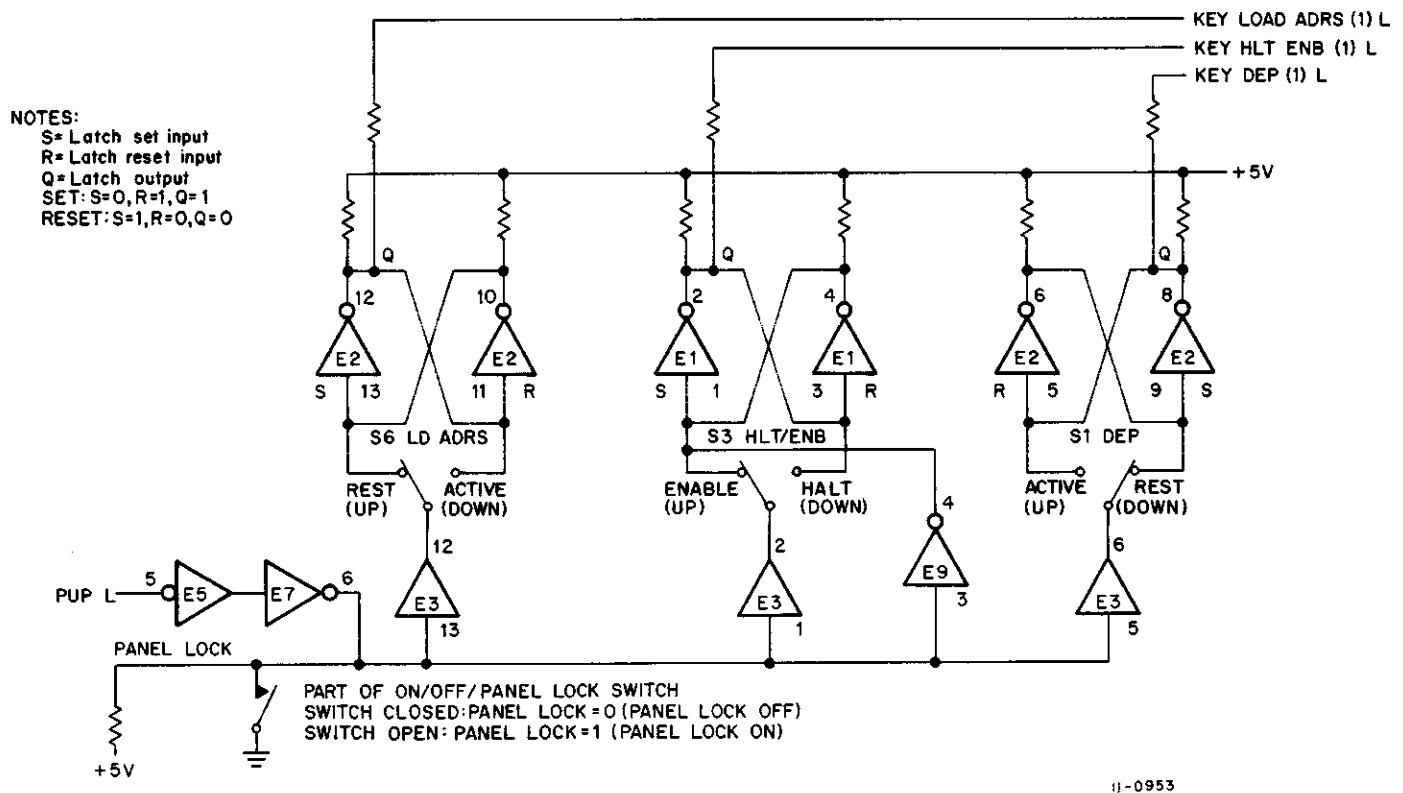 KEY LOAD ADRS (1) L
KEY HLT ENB (1) L
KEY DEP (1) L
NOTES:
S= Latch set input
R= Latch reset input
Q= Latch output
SET: S=0, R=1, Q=1
RESET: S=1, R=0, Q=0
+5V
Q Q Q
12 10 2 4 6 8
E2 E2 E1 E1 E2 E2
S 13 11 R S 1 3 R R 5 9 S
S6 LD ADRS S3 HLT/ENB S1 DEP
REST (UP)
ACTIVE (DOWN)
ENABLE (UP)
HALT (DOWN)
ACTIVE (UP)
REST (DOWN)
12 2 4 6
PUP L 5 E5 E7 6
E3 E3 E9 E3
13 1 3 5
PANEL LOCK
PART OF ON/OFF/PANEL LOCK SWITCH
SWITCH CLOSED: PANEL LOCK=0 (PANEL LOCK OFF)
SWITCH OPEN: PANEL LOCK=1 (PANEL LOCK ON)
+5V
11-0953